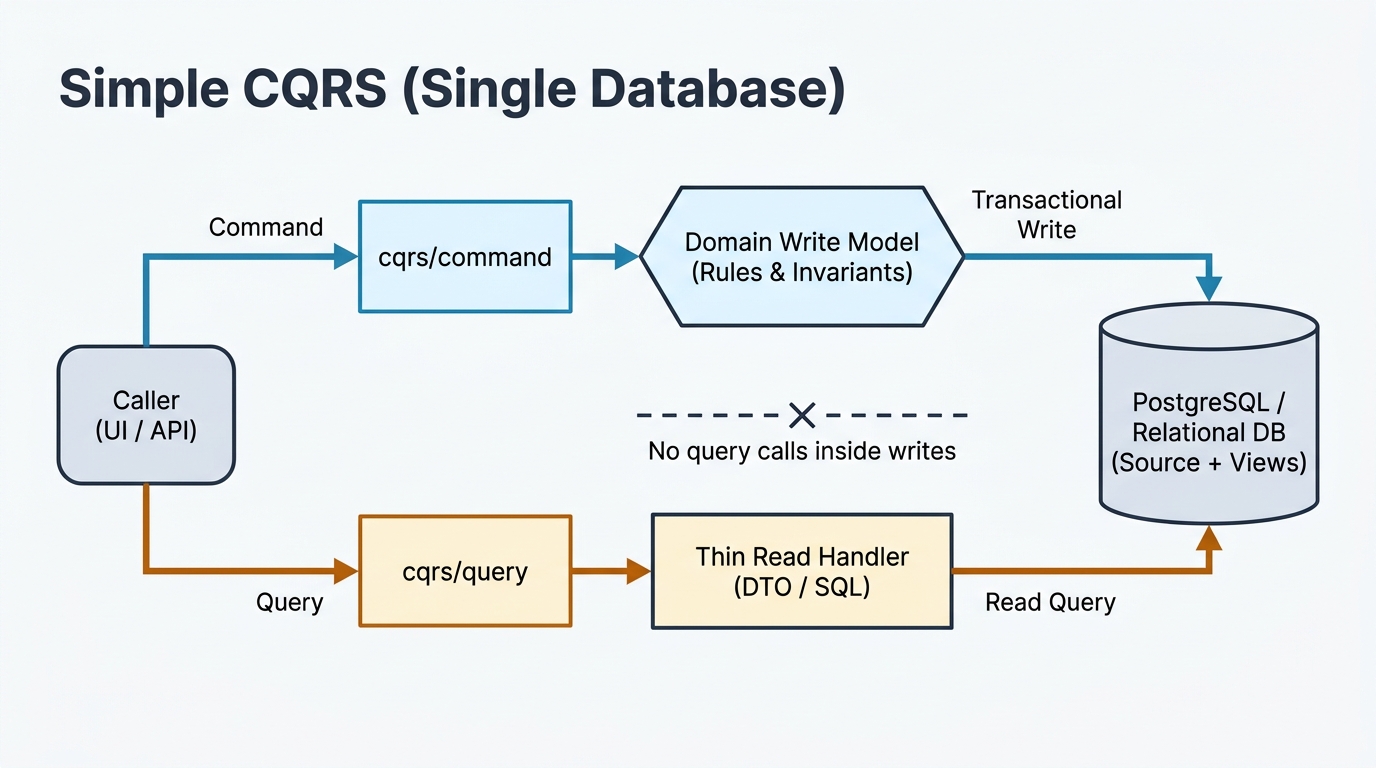 Simple CQRS (Single Database)
Command
cqrs/command
Domain Write Model
(Rules & Invariants)
Transactional
Write
Caller
(UI / API)
No query calls inside writes
PostgreSQL /
Relational DB
(Source + Views)
Query
cqrs/query
Thin Read Handler
(DTO / SQL)
Read Query